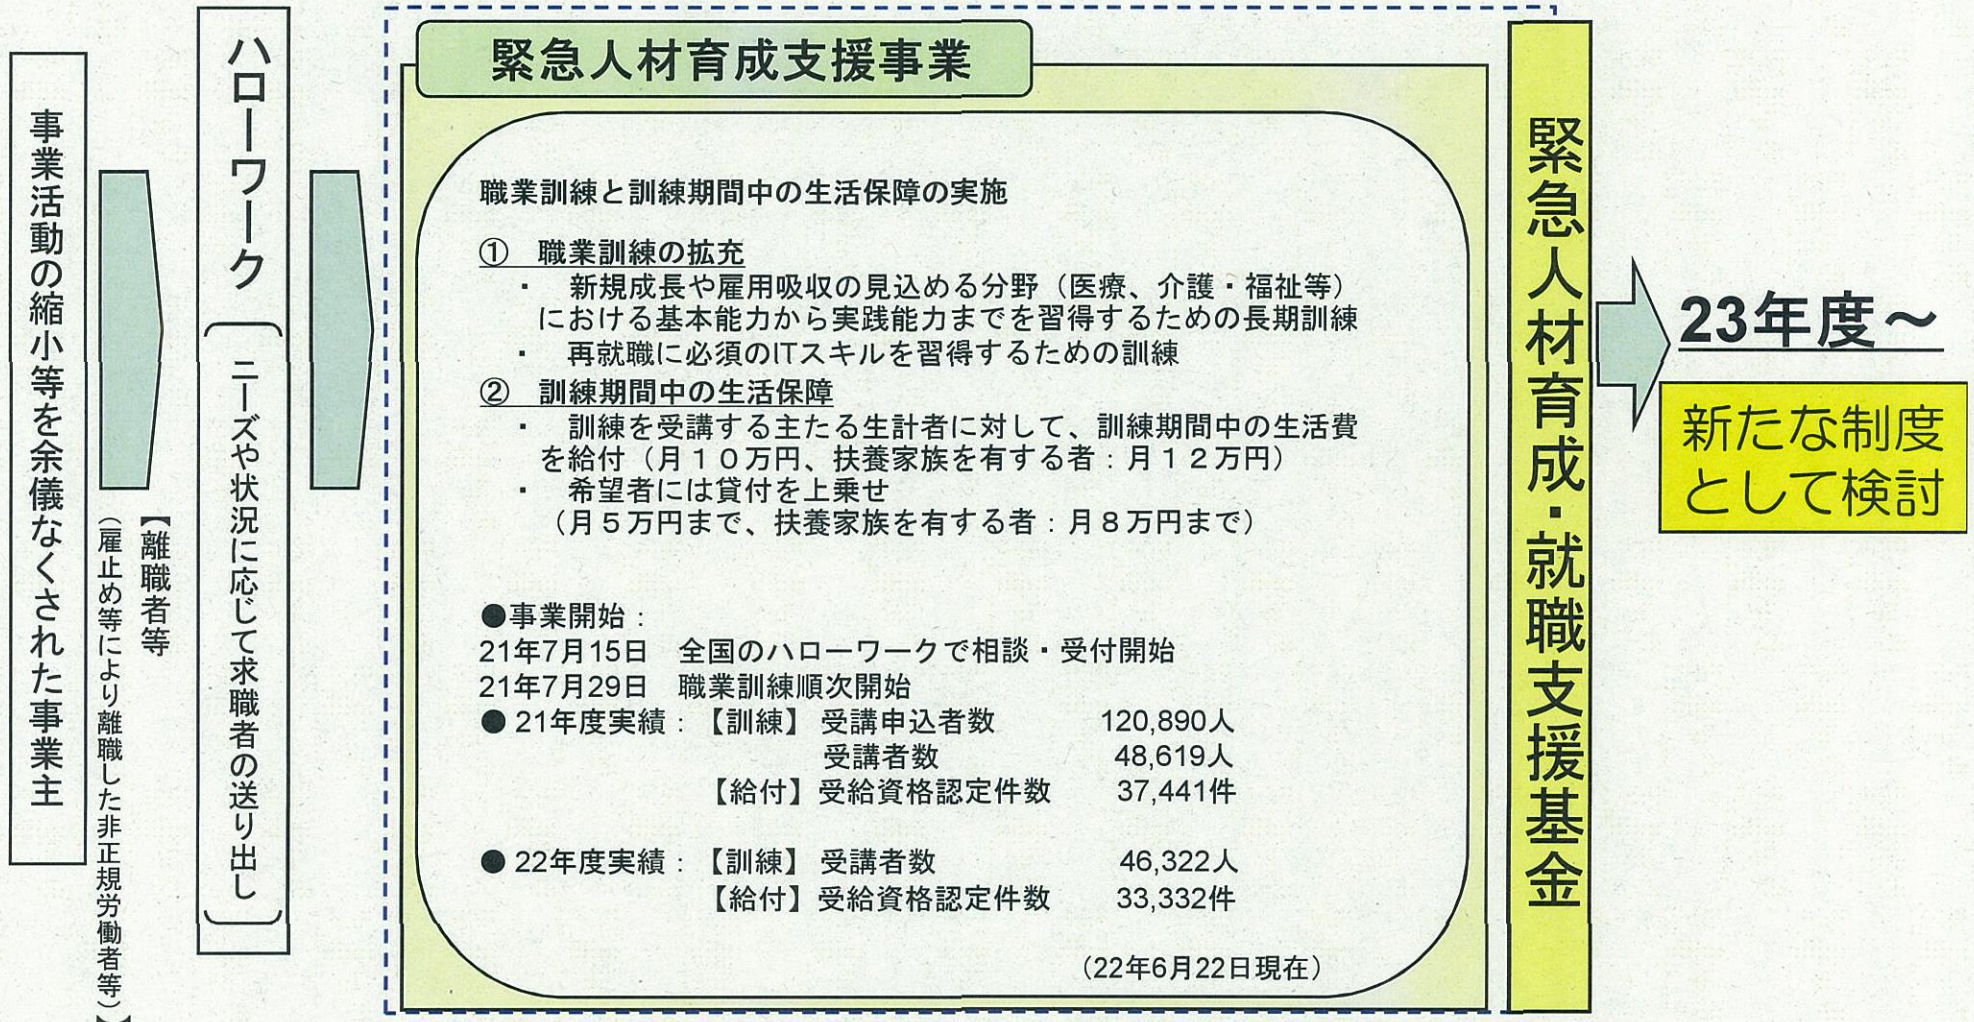 事業活動の縮小等を余儀なくされた事業主
【離職者等
（雇止め等により離職した非正規労働者等）】
ハローワーク
ニーズや状況に応じて求職者の送り出し
緊急人材育成支援事業
職業訓練と訓練期間中の生活保障の実施
① 職業訓練の拡充
・ 新規成長や雇用吸収の見込める分野（医療、介護・福祉等）
における基本能力から実践能力までを習得するための長期訓練
・ 再就職に必須のITスキルを習得するための訓練
② 訓練期間中の生活保障
・ 訓練を受講する主たる生計者に対して、訓練期間中の生活費
を給付（月１０万円、扶養家族を有する者：月１２万円）
・ 希望者には貸付を上乗せ
（月５万円まで、扶養家族を有する者：月８万円まで）
●事業開始：
21年7月15日 全国のハローワークで相談・受付開始
21年7月29日 職業訓練順次開始
● 21年度実績：【訓練】受講申込者数 120,890人
受講者数 48,619人
【給付】受給資格認定件数 37,441件
● 22年度実績：【訓練】受講者数 46,322人
【給付】受給資格認定件数 33,332件
（22年6月22日現在）
緊急人材育成・就職支援基金
23年度～
新たな制度
として検討